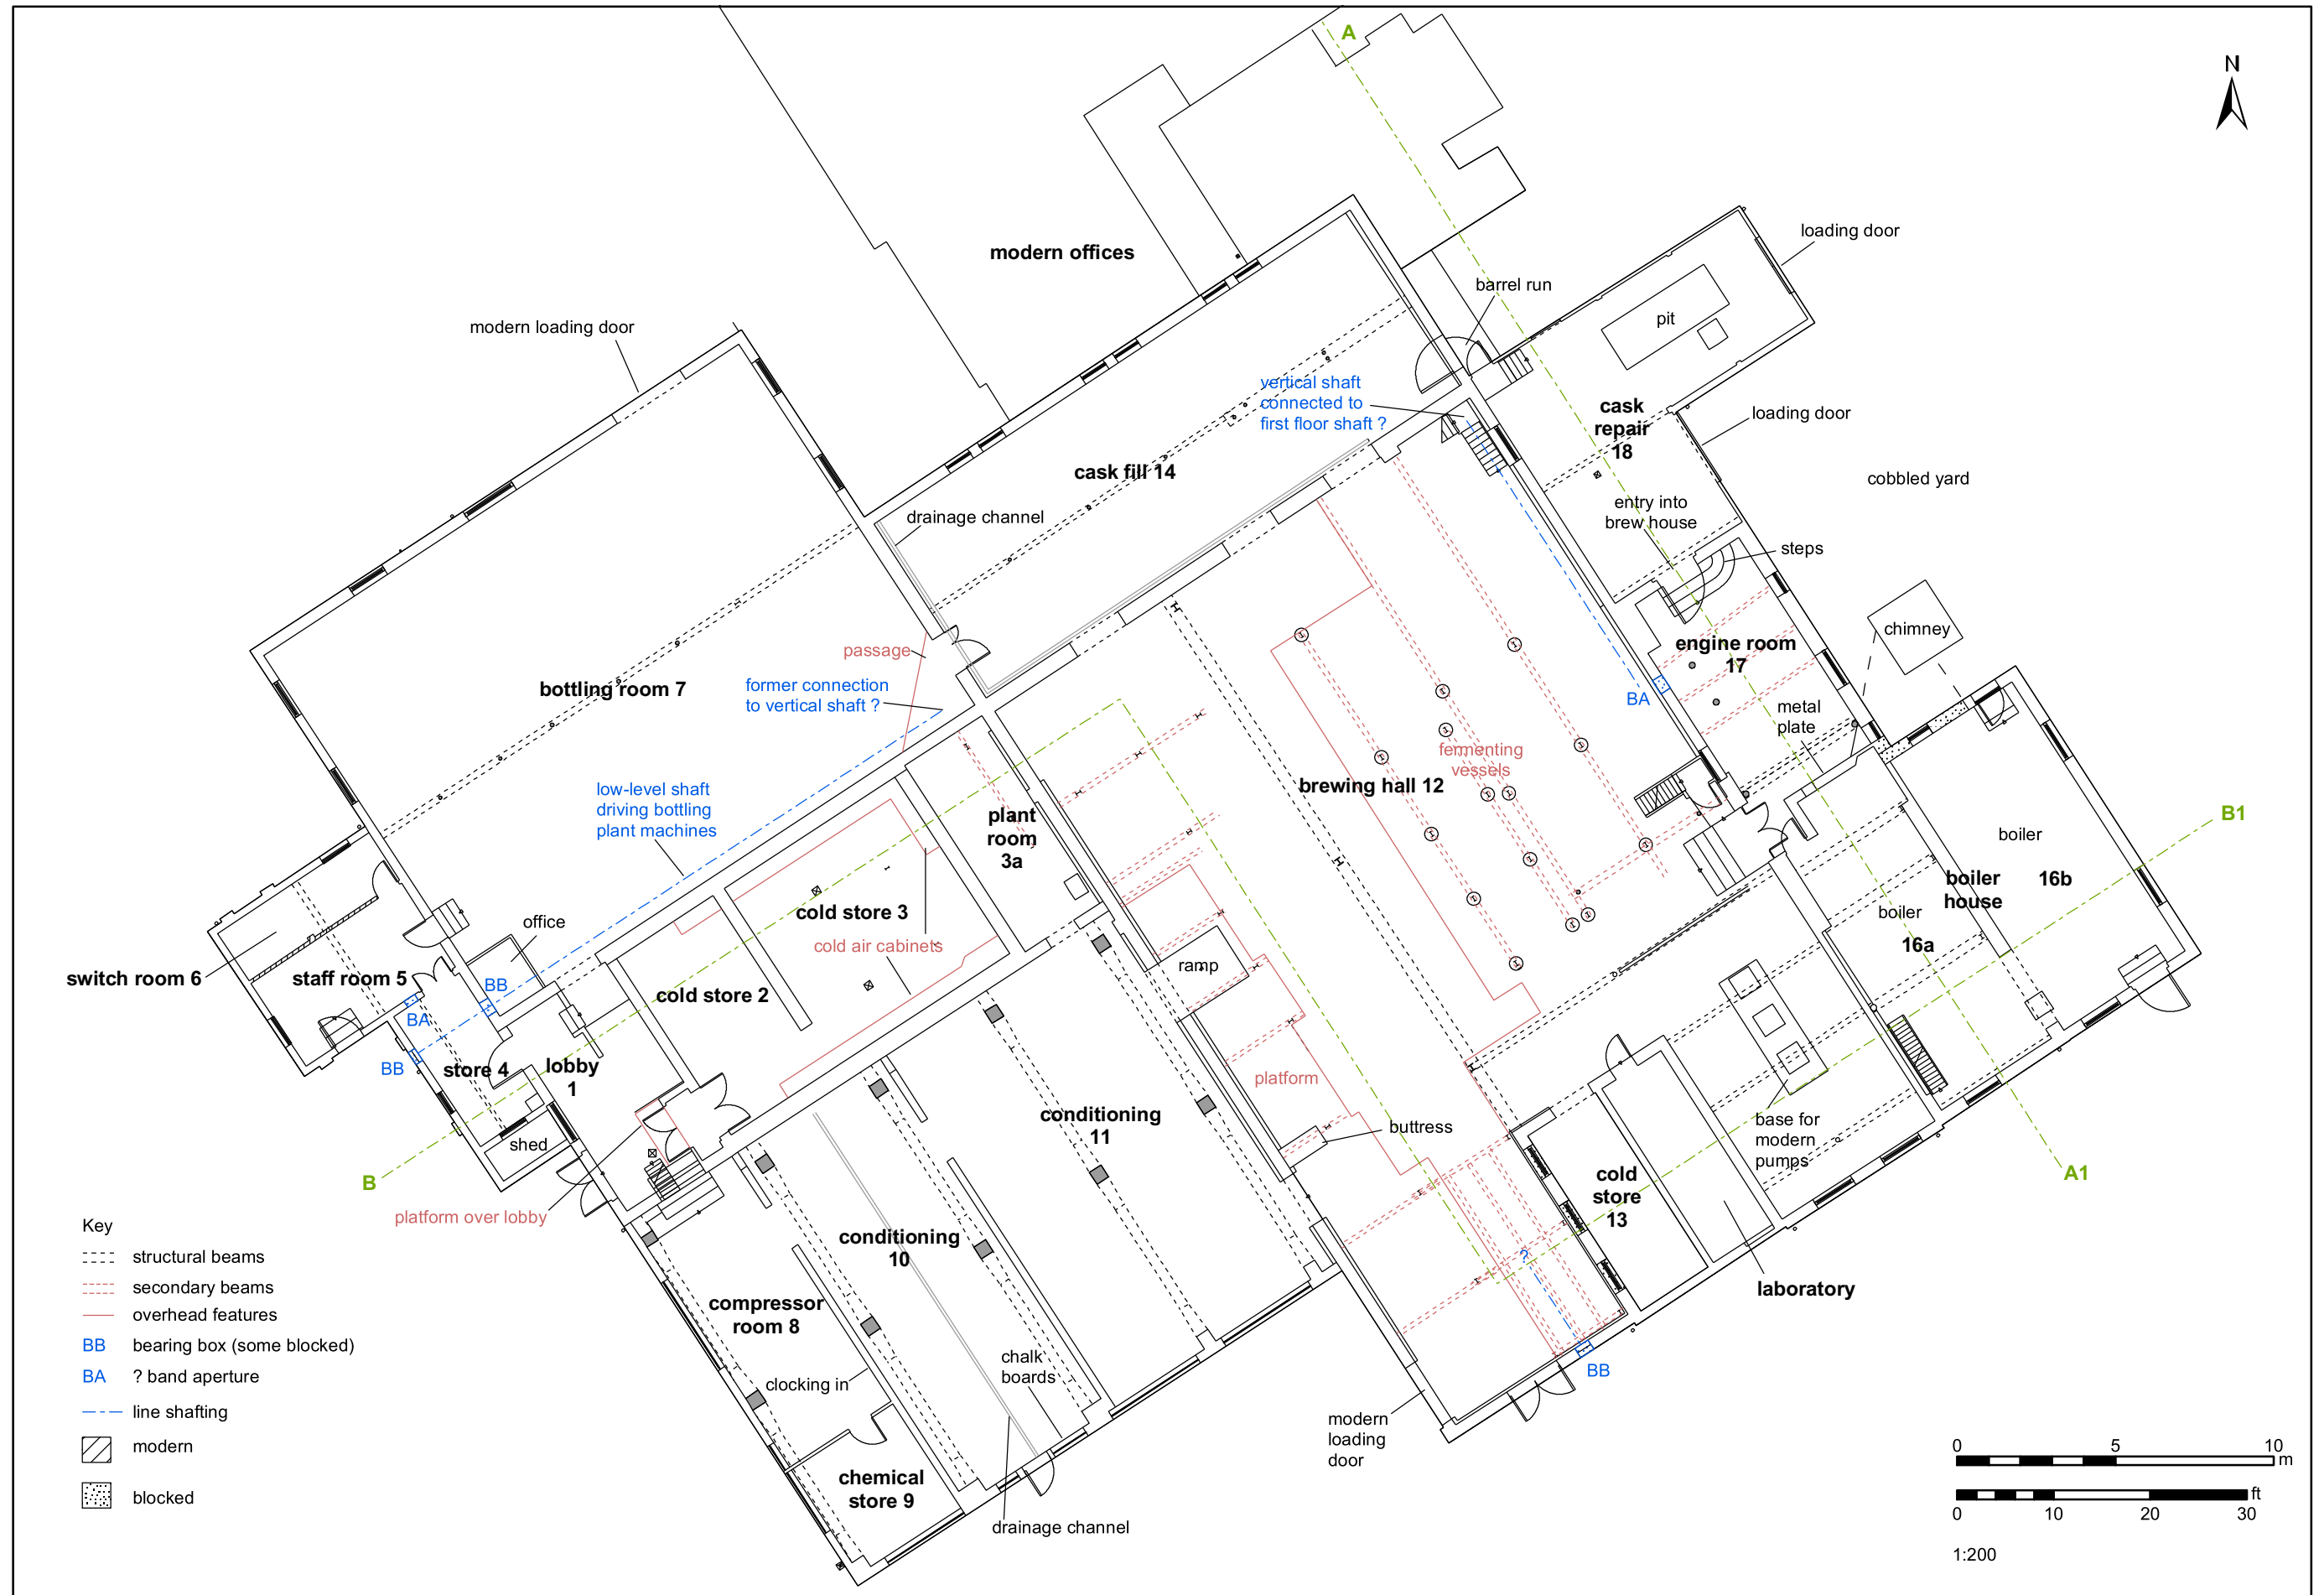 A
N
loading door
modern offices
barrel run
pit
modern loading door
vertical shaft
connected to
first floor shaft ?
cask
repair
18
loading door
cask fill 14
cobbled yard
entry into
brew house
drainage channel
steps
chimney
passage
engine room
17
former connection
to vertical shaft ?
bottling room 7
BA
metal
plate
fermenting
vessels
brewing hall 12
low-level shaft
driving bottling
plant machines
plant
room
3a
B1
boiler
boiler
house
16b
cold store 3
boiler
16a
office
cold air cabinets
ramp
switch room 6
staff room 5
BB
cold store 2
BA
BB
store 4
lobby
1
platform
conditioning
11
base for
modern
pumps
buttress
shed
B
cold
store
13
A1
platform over lobby
Key
structural beams
secondary beams
overhead features
BB bearing box (some blocked)
BA ? band aperture
line shafting
modern
blocked
conditioning
10
?
laboratory
compressor
room 8
chalk
boards
clocking in
BB
modern
loading
door
chemical
store 9
drainage channel
0 5 10
m
ft
0 10 20 30
1:200